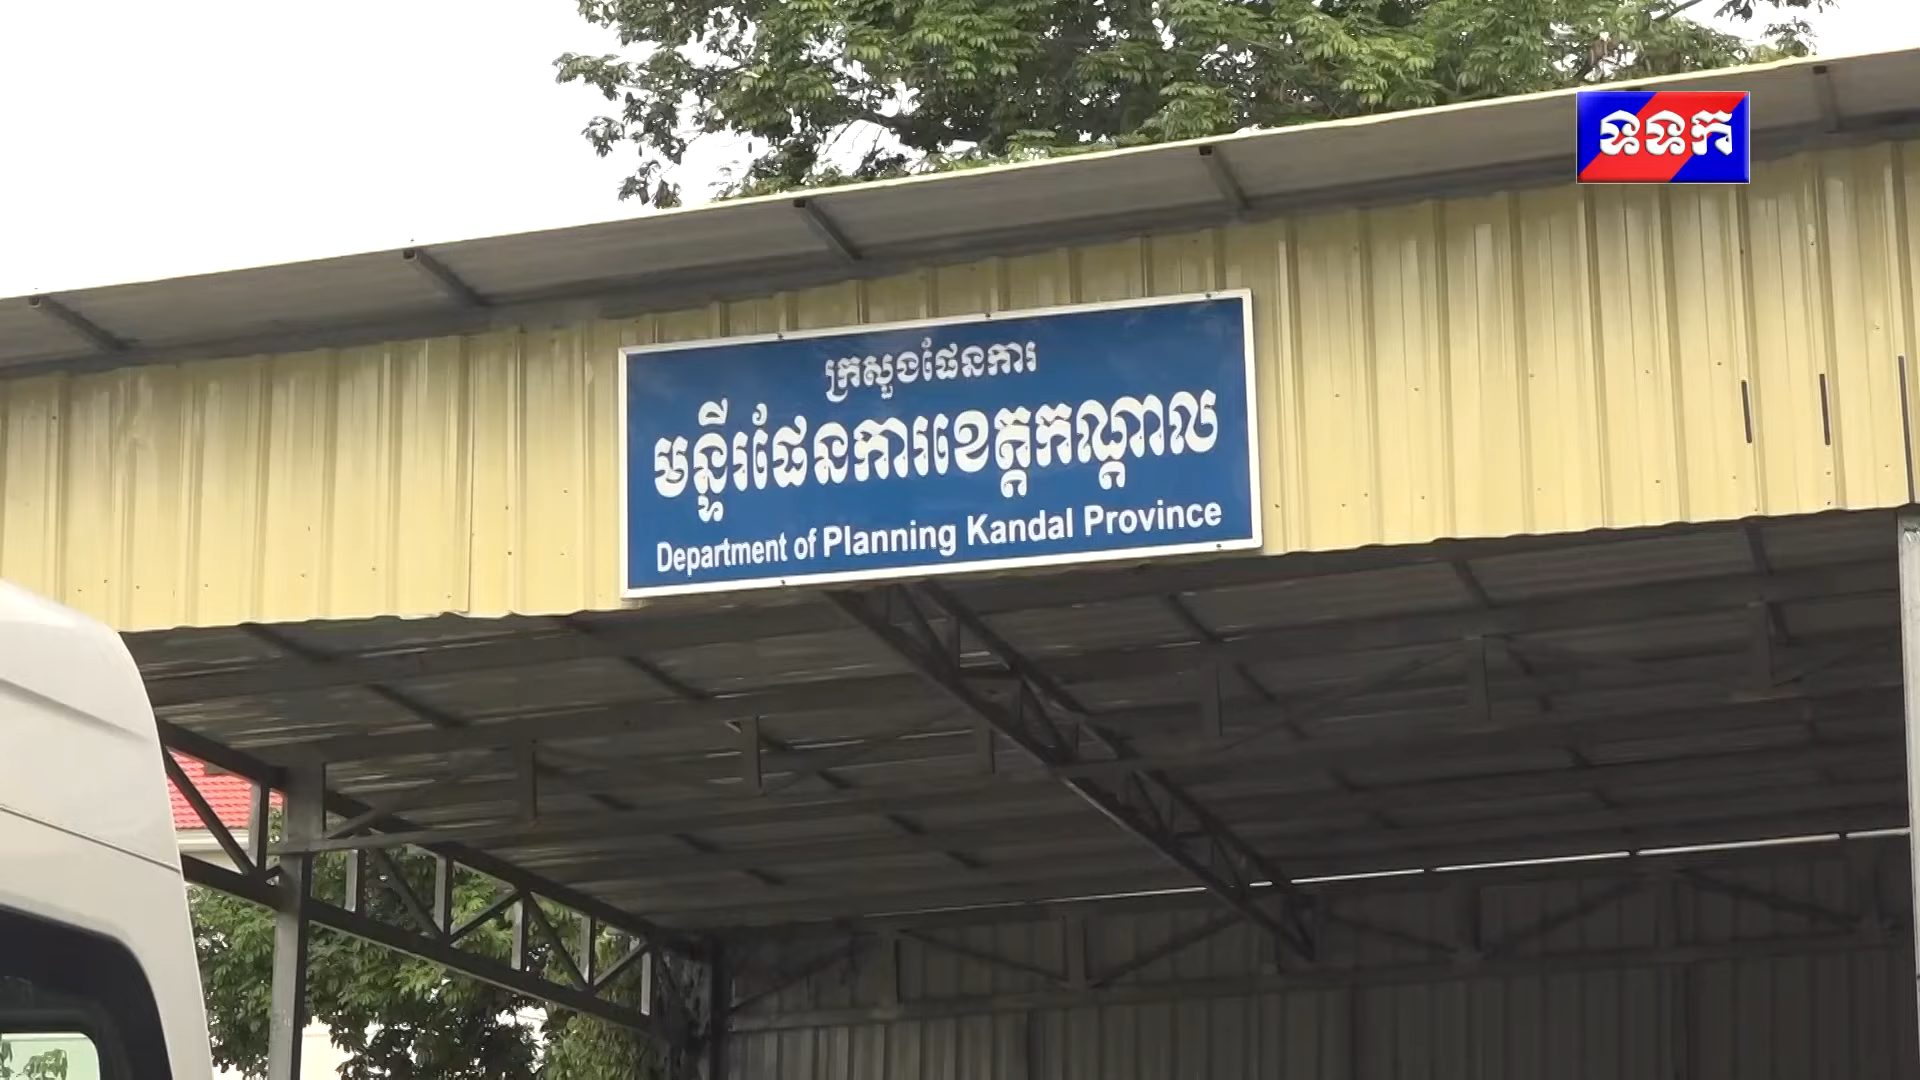 ទទក
ក្រសួងផែនការ
មន្ទីរផែនការខេត្តកណ្តាល
Department of Planning Kandal Province